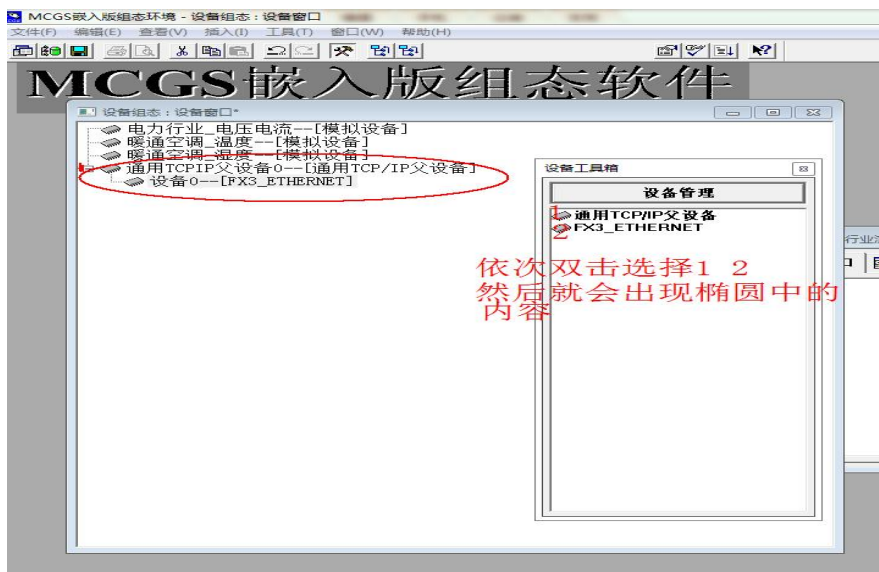 MCGS嵌入版组态环境 - 设备组态：设备窗口
文件(F) 编辑(E) 查看(V) 插入(I) 工具(T) 窗口(W) 帮助(H)
MCGS嵌入版组态软件
设备组态：设备窗口*
电力行业_电压电流--[模拟设备]
暖通空调_温度--[模拟设备]
暖通空调_湿度--[模拟设备]
通用TCPIP父设备0--[通用TCP/IP父设备]
设备0--[FX3_ETHERNET]
设备工具箱
设备管理
1
通用TCP/IP父设备
2
FX3_ETHERNET
行业
依次双击选择1 2
然后就会出现椭圆中的
内容